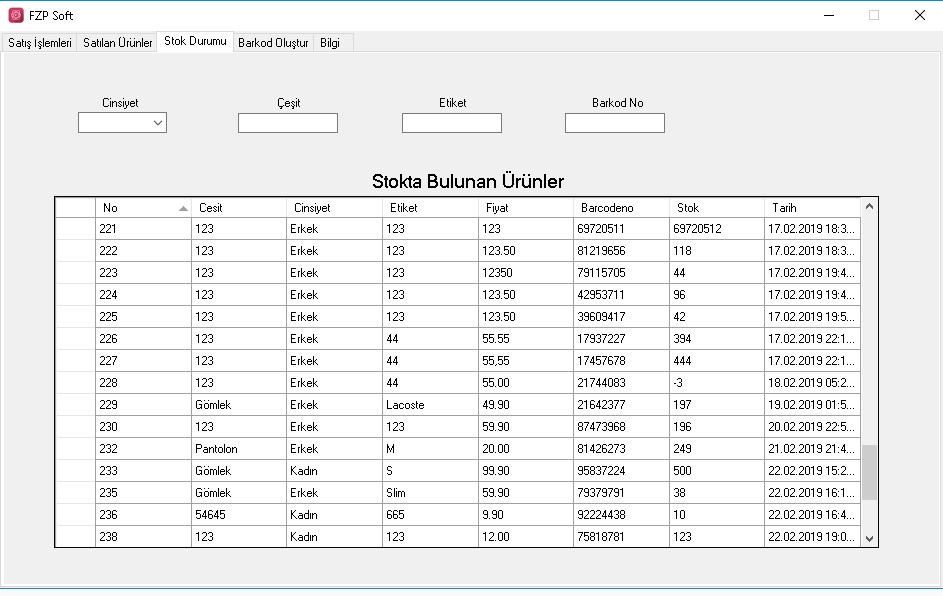 FZP Soft
Satış İşlemleri Satılan Ürünler Stok Durumu Barkod Oluştur Bilgi
Cinsiyet Çeşit Etiket Barkod No
Stokta Bulunan Ürünler
No Cesit Cinsiyet Etiket Fiyat Barcodeno Stok Tarih
221 123 Erkek 123 123 69720511 69720512 17.02.2019 18:3...
222 123 Erkek 123 123.50 81219656 118 17.02.2019 18:3...
223 123 Erkek 123 12350 79115705 44 17.02.2019 19:4...
224 123 Erkek 123 123.50 42953711 96 17.02.2019 19:4...
225 123 Erkek 123 123.50 39609417 42 17.02.2019 19:5...
226 123 Erkek 44 55.55 17937227 394 17.02.2019 22:1...
227 123 Erkek 44 55,55 17457678 444 17.02.2019 22:1...
228 123 Erkek 44 55.00 21744083 -3 18.02.2019 05:2...
229 Gömlek Erkek Lacoste 49.90 21642377 197 19.02.2019 01:5...
230 123 Erkek 123 59.90 87473968 196 20.02.2019 22:5...
232 Pantolon Erkek M 20.00 81426273 249 21.02.2019 21:4...
233 Gömlek Kadın S 99.90 95837224 500 22.02.2019 15:2...
235 Gömlek Erkek Slim 59.90 79379791 38 22.02.2019 16:1...
236 54645 Kadın 665 9.90 92224438 10 22.02.2019 16:4...
238 123 Kadın 123 12.00 75818781 123 22.02.2019 19:0...